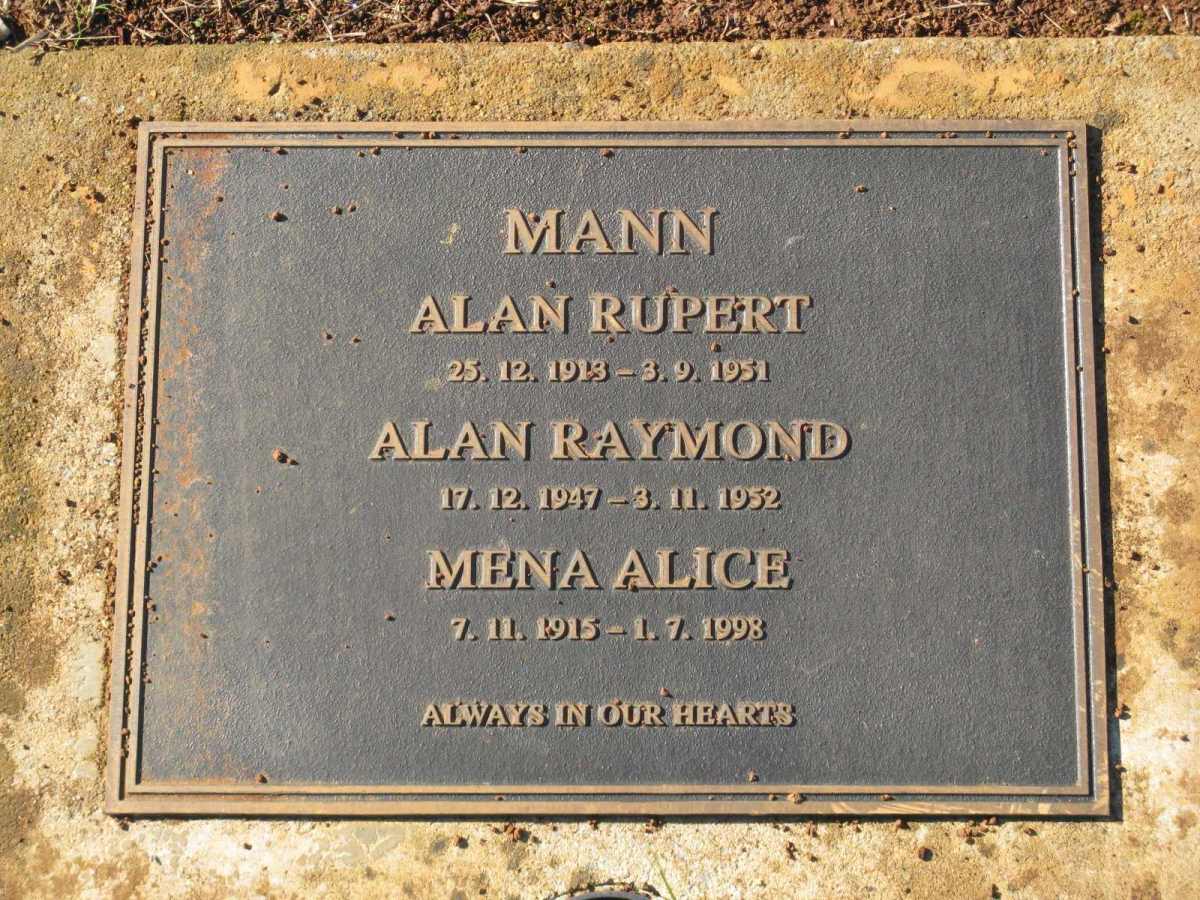 MANN
ALAN RUPERT
25. 12. 1913 – 3. 9. 1951
ALAN RAYMOND
17. 12. 1947 – 3. 11. 1952
MENA ALICE
7. 11. 1915 – 1. 7. 1998
ALWAYS IN OUR HEARTS